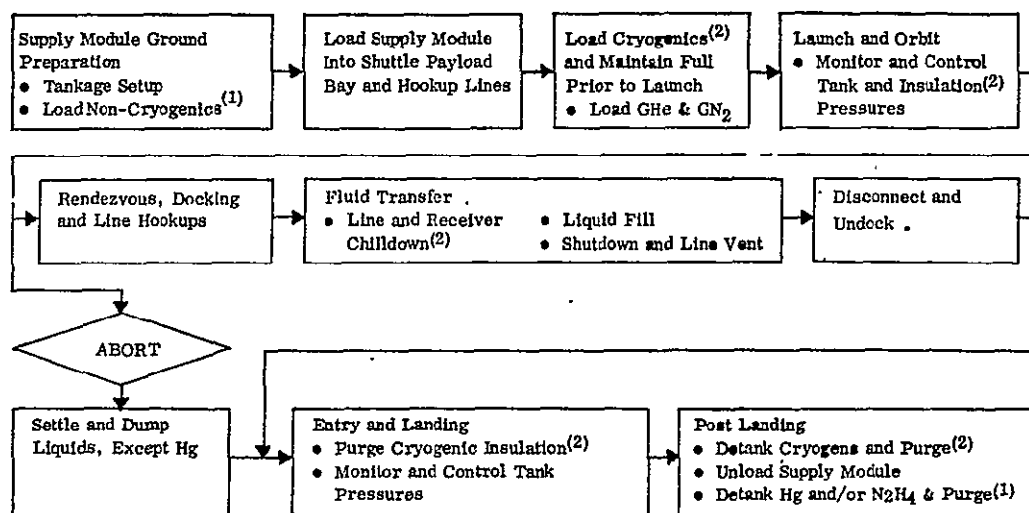 Supply Module Ground
Preparation
• Tankage Setup
• Load Non-Cryogenics(1)
Load Supply Module
Into Shuttle Payload
Bay and Hookup Lines
Load Cryogenics(2)
and Maintain Full
Prior to Launch
• Load GHe & GN2
Launch and Orbit
• Monitor and Control
Tank and Insulation(2)
Pressures
Rendezvous, Docking
and Line Hookups
Fluid Transfer
• Line and Receiver
Chilldown(2)
• Liquid Fill
• Shutdown and Line Vent
Disconnect and
Undock
ABORT
Settle and Dump
Liquids, Except Hg
Entry and Landing
• Purge Cryogenic Insulation(2)
• Monitor and Control Tank
Pressures
Post Landing
• Detank Cryogens and Purge(2)
• Unload Supply Module
• Detank Hg and/or N2H4 & Purge(1)